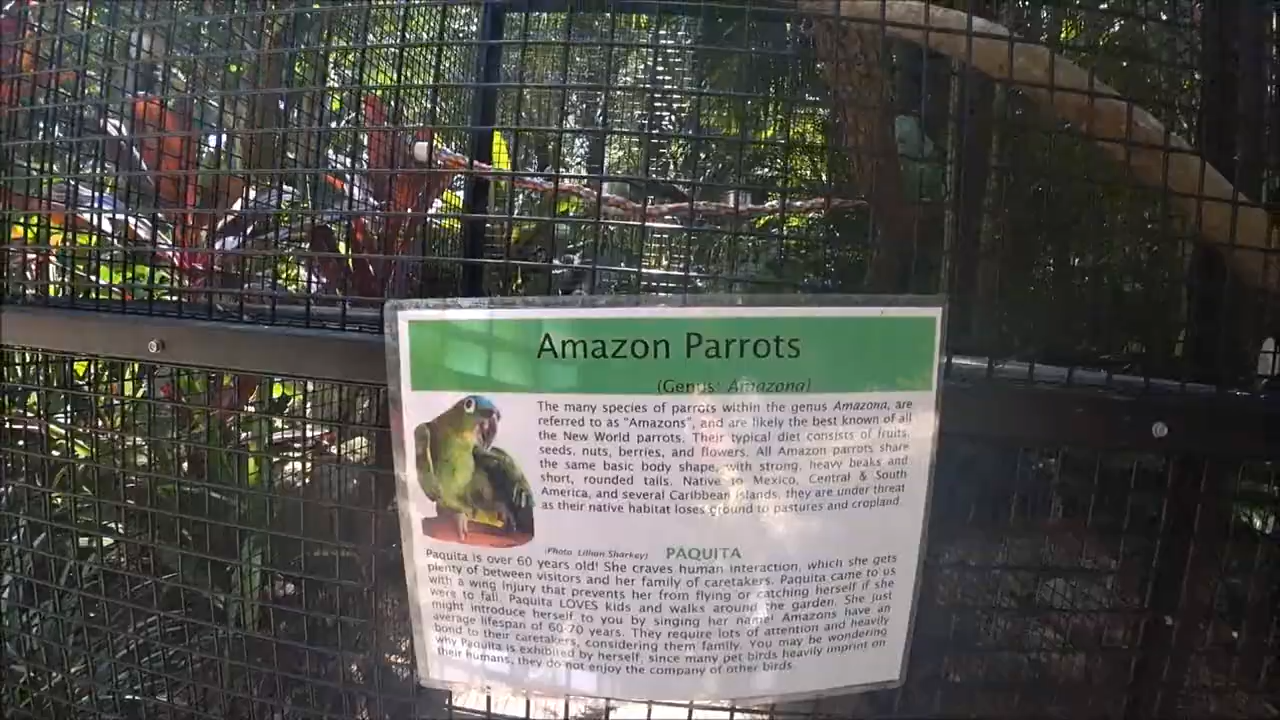 Amazon Parrots
(Genus: Amazona)
The many species of parrots within the genus Amazona, are
referred to as "Amazons", and are likely the best known of all
the New World parrots. Their typical diet consists of fruits,
seeds, nuts, berries, and flowers. All Amazon parrots share
the same basic body shape, with strong, heavy beaks and
short, rounded tails. Native to Mexico, Central & South
America, and several Caribbean islands, they are under threat
as their native habitat loses ground to pastures and cropland.
(Photo Lillian Sharkey) PAQUITA
Paquita is over 60 years old! She craves human interaction, which she gets
plenty of between visitors and her family of caretakers. Paquita came to us
with a wing injury that prevents her from flying or catching herself if she
were to fall. Paquita LOVES kids and walks around the garden. She just
might introduce herself to you by singing her name! Amazons have an
average lifespan of 60-70 years. They require lots of attention and heavily
bond to their caretakers, considering them family. You may be wondering
why Paquita is exhibited by herself, since many pet birds heavily imprint on
their humans, they do not enjoy the company of other birds.